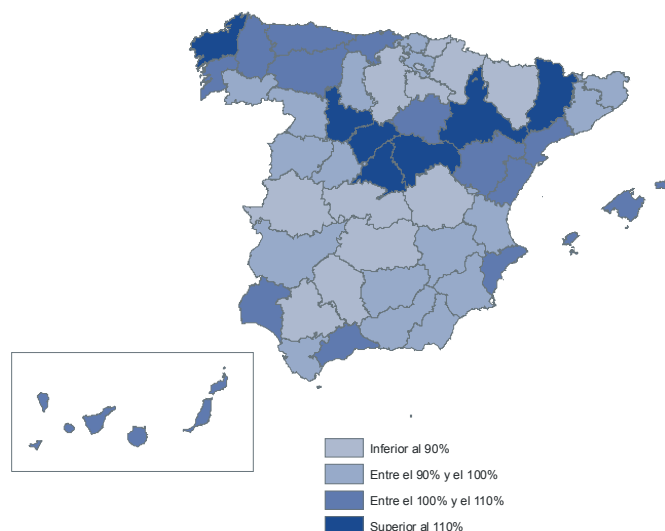 Inferior al 90%
Entre el 90% y el 100%
Entre el 100% y el 110%
Superior al 110%